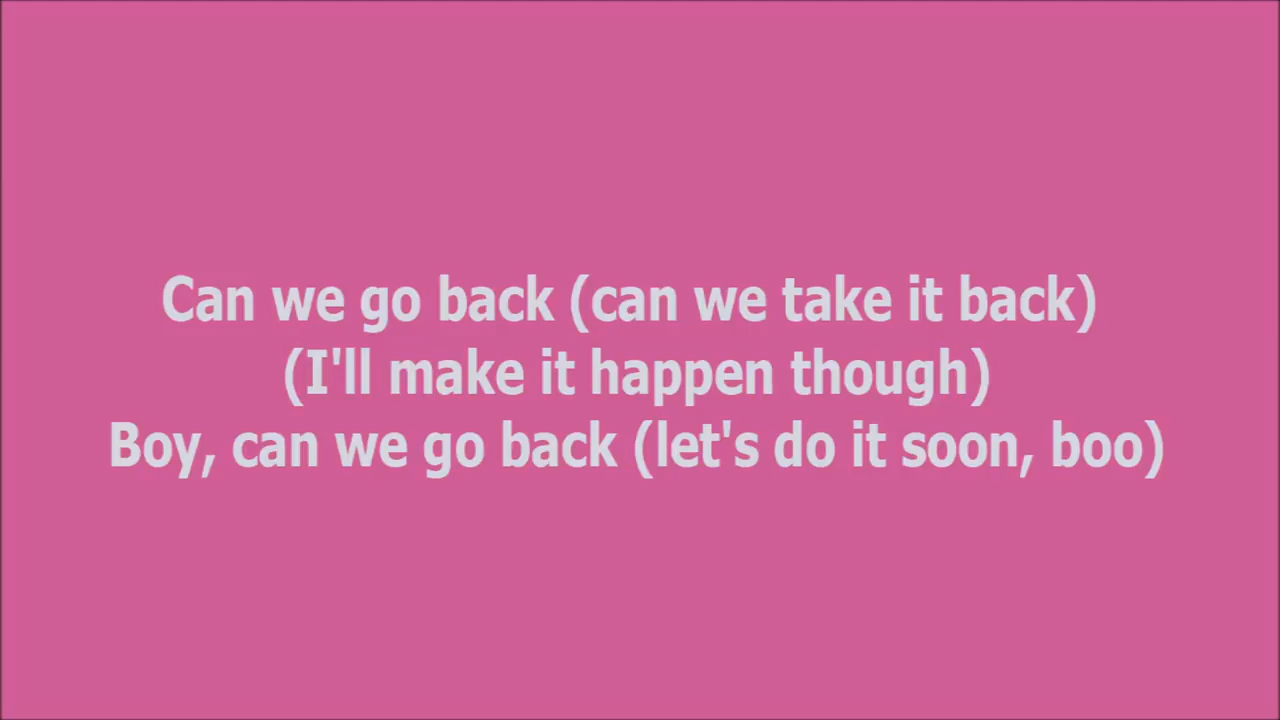 Can we go back (can we take it back)
(I'll make it happen though)
Boy, can we go back (let's do it soon, boo)